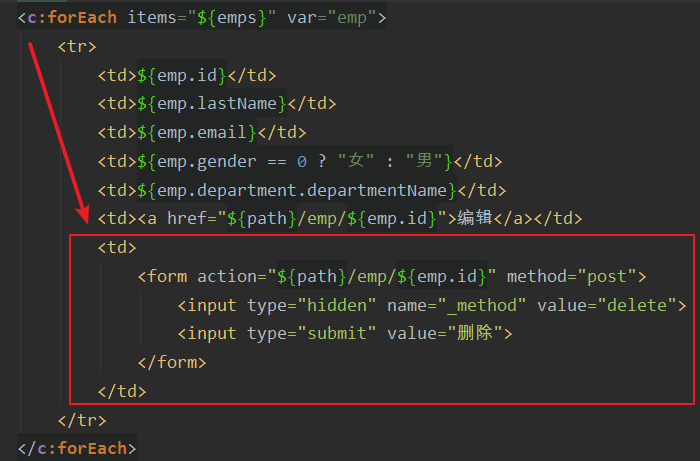 <c:forEach items="${emps}" var="emp">
<tr>
<td>${emp.id}</td>
<td>${emp.lastName}</td>
<td>${emp.email}</td>
<td>${emp.gender == 0 ? "女" : "男"}</td>
<td>${emp.department.departmentName}</td>
<td><a href="${path}/emp/${emp.id}">编辑</a></td>
<td>
<form action="${path}/emp/${emp.id}" method="post">
<input type="hidden" name="_method" value="delete">
<input type="submit" value="删除">
</form>
</td>
</tr>
</c:forEach>